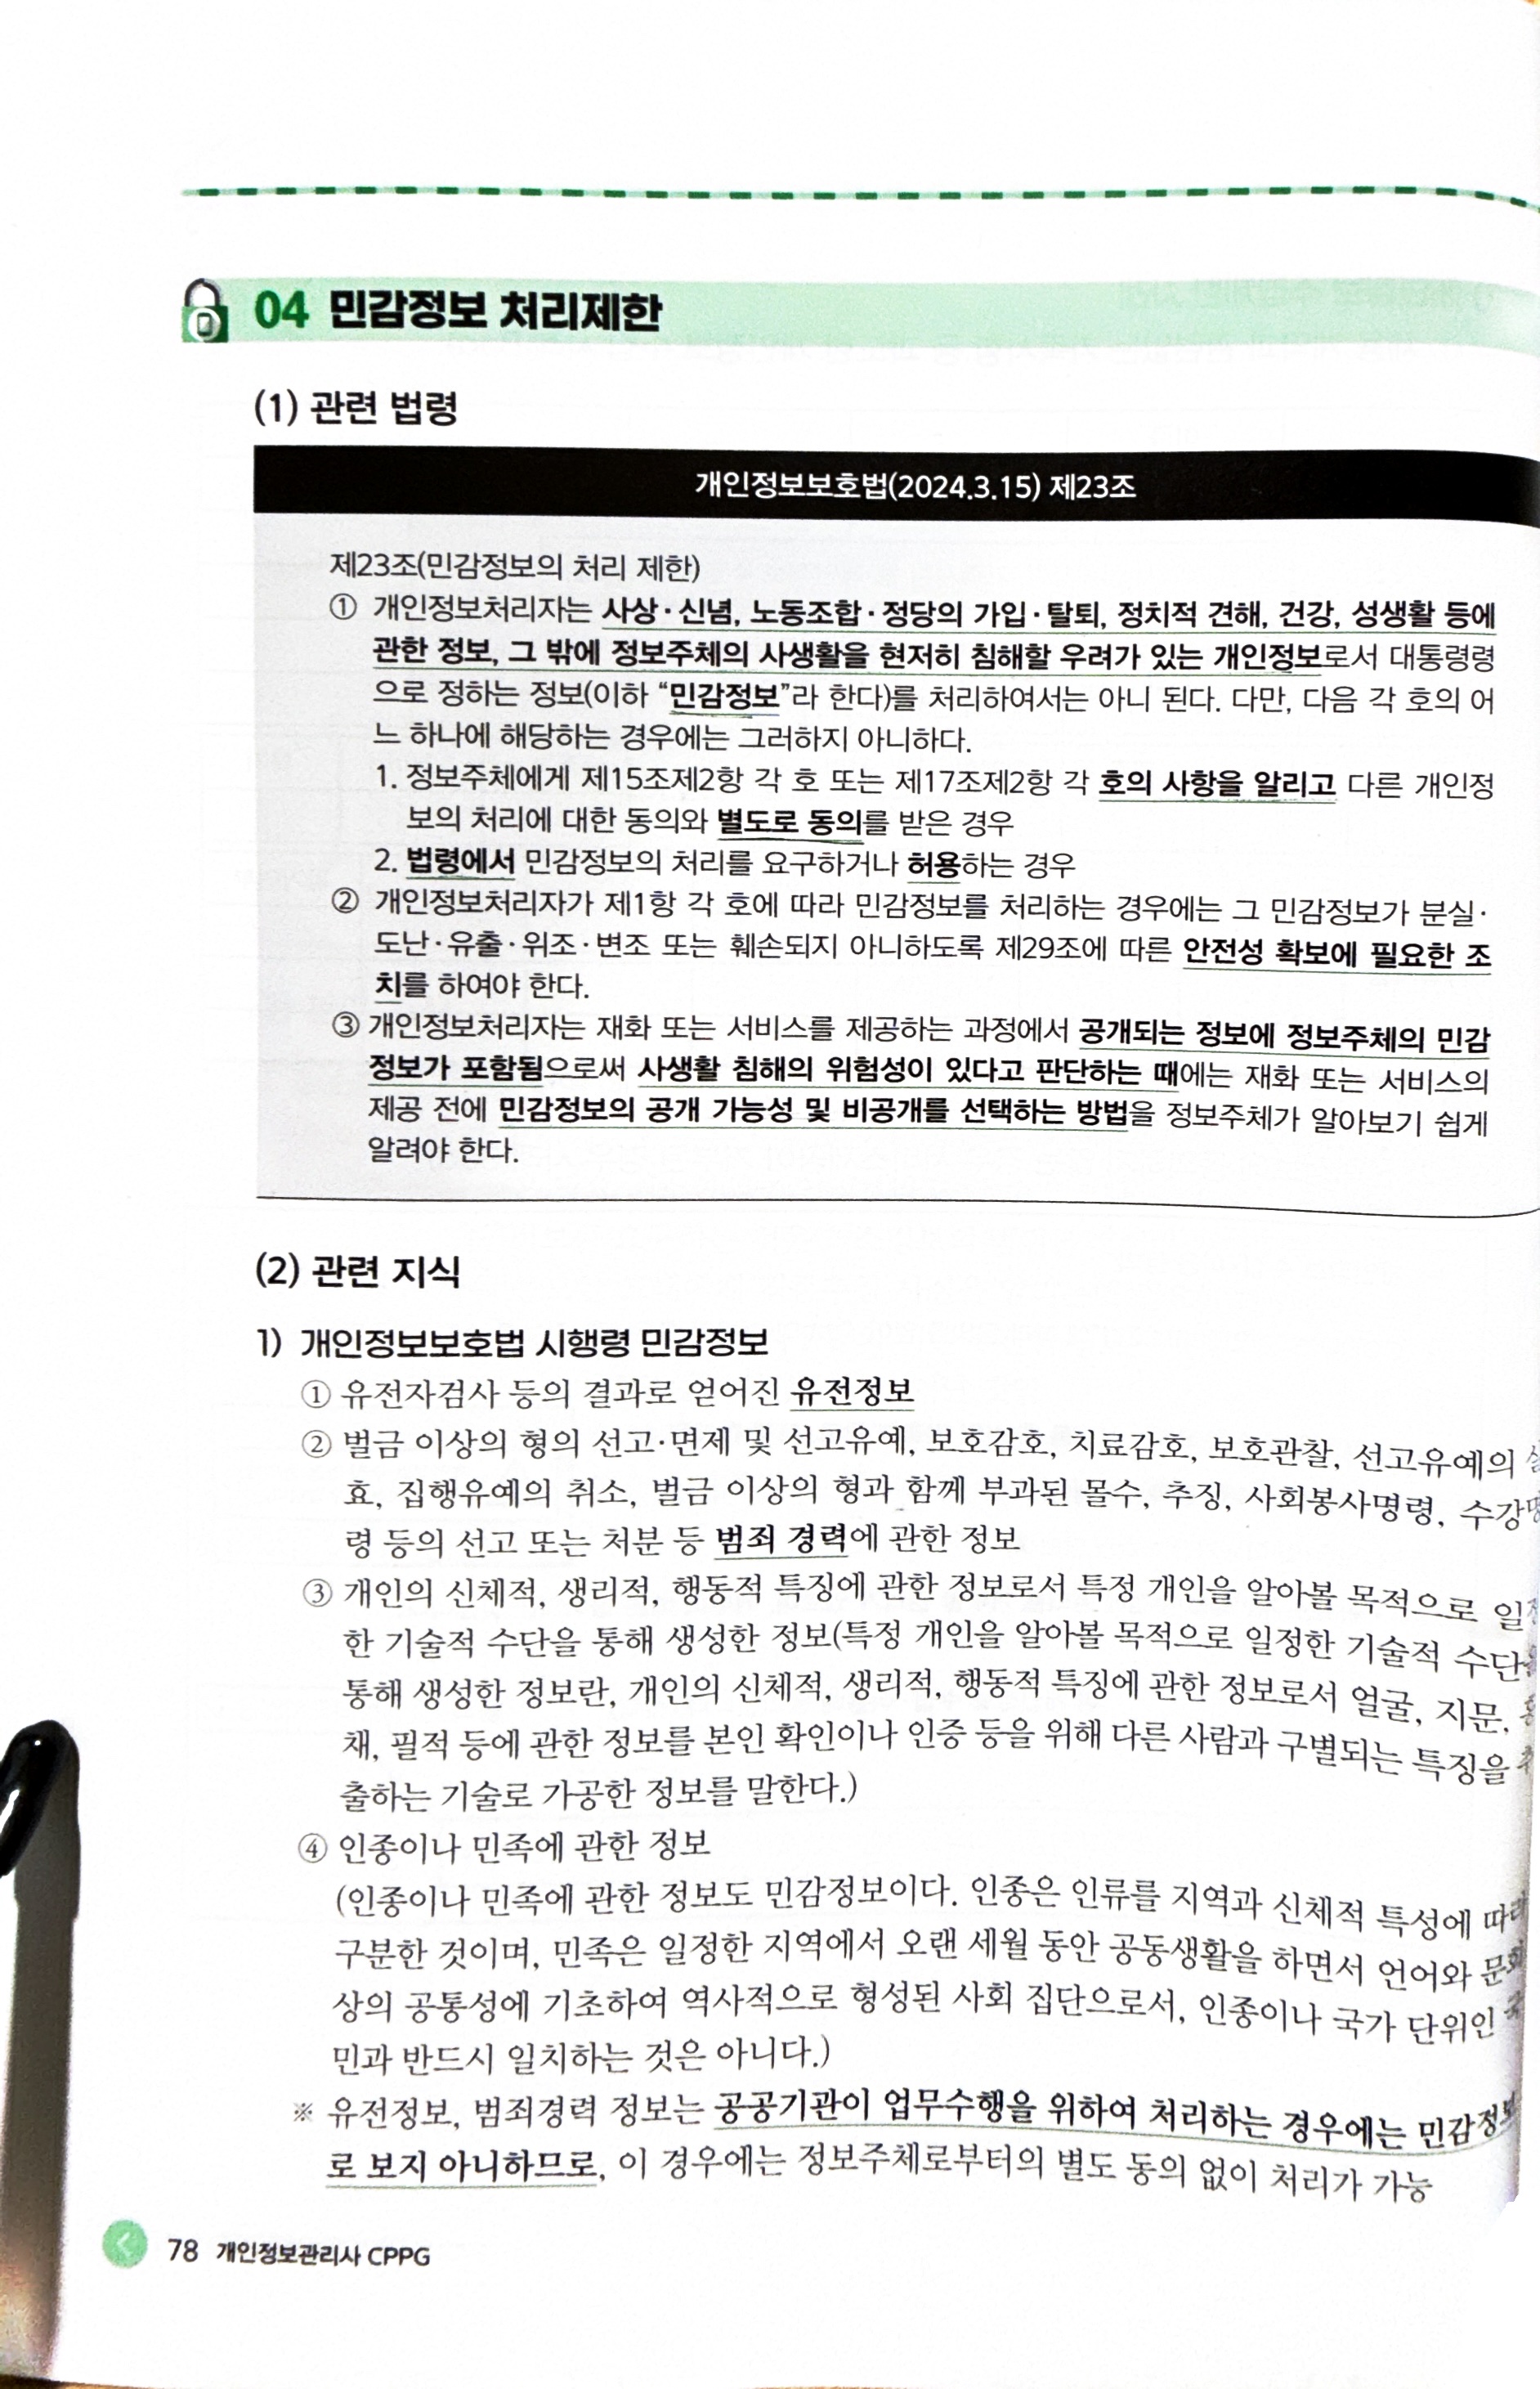 04 민감정보 처리제한
(1) 관련 법령
개인정보보호법(2024.3.15) 제23조
제23조(민감정보의 처리 제한)
① 개인정보처리자는 사상·신념, 노동조합·정당의 가입·탈퇴, 정치적 견해, 건강, 성생활 등에
관한 정보, 그 밖에 정보주체의 사생활을 현저히 침해할 우려가 있는 개인정보로서 대통령령
으로 정하는 정보(이하 “민감정보”라 한다)를 처리하여서는 아니 된다. 다만, 다음 각 호의 어
느 하나에 해당하는 경우에는 그러하지 아니하다.
1. 정보주체에게 제15조제2항 각 호 또는 제17조제2항 각 호의 사항을 알리고 다른 개인정
보의 처리에 대한 동의와 별도로 동의를 받은 경우
2. 법령에서 민감정보의 처리를 요구하거나 허용하는 경우
② 개인정보처리자가 제1항 각 호에 따라 민감정보를 처리하는 경우에는 그 민감정보가 분실·
도난·유출·위조·변조 또는 훼손되지 아니하도록 제29조에 따른 안전성 확보에 필요한 조
치를 하여야 한다.
③ 개인정보처리자는 재화 또는 서비스를 제공하는 과정에서 공개되는 정보에 정보주체의 민감
정보가 포함됨으로써 사생활 침해의 위험성이 있다고 판단하는 때에는 재화 또는 서비스의
제공 전에 민감정보의 공개 가능성 및 비공개를 선택하는 방법을 정보주체가 알아보기 쉽게
알려야 한다.
(2) 관련 지식
1) 개인정보보호법 시행령 민감정보
① 유전자검사 등의 결과로 얻어진 유전정보
② 벌금 이상의 형의 선고·면제 및 선고유예, 보호감호, 치료감호, 보호관찰, 선고유예의
효, 집행유예의 취소, 벌금 이상의 형과 함께 부과된 몰수, 추징, 사회봉사명령, 수강
령 등의 선고 또는 처분 등 범죄 경력에 관한 정보
③ 개인의 신체적, 생리적, 행동적 특징에 관한 정보로서 특정 개인을 알아볼 목적으로 일
한 기술적 수단을 통해 생성한 정보(특정 개인을 알아볼 목적으로 일정한 기술적 수단
통해 생성한 정보란, 개인의 신체적, 생리적, 행동적 특징에 관한 정보로서 얼굴, 지문,
채, 필적 등에 관한 정보를 본인 확인이나 인증 등을 위해 다른 사람과 구별되는 특징을
출하는 기술로 가공한 정보를 말한다.)
④ 인종이나 민족에 관한 정보
(인종이나 민족에 관한 정보도 민감정보이다. 인종은 인류를 지역과 신체적 특성에 따라
구분한 것이며, 민족은 일정한 지역에서 오랜 세월 동안 공동생활을 하면서 언어와 문화
상의 공통성에 기초하여 역사적으로 형성된 사회 집단으로서, 인종이나 국가 단위인
민과 반드시 일치하는 것은 아니다.)
※ 유전정보, 범죄경력 정보는 공공기관이 업무수행을 위하여 처리하는 경우에는 민감정보
로 보지 아니하므로, 이 경우에는 정보주체로부터의 별도 동의 없이 처리가 가능
78 개인정보관리사 CPPG